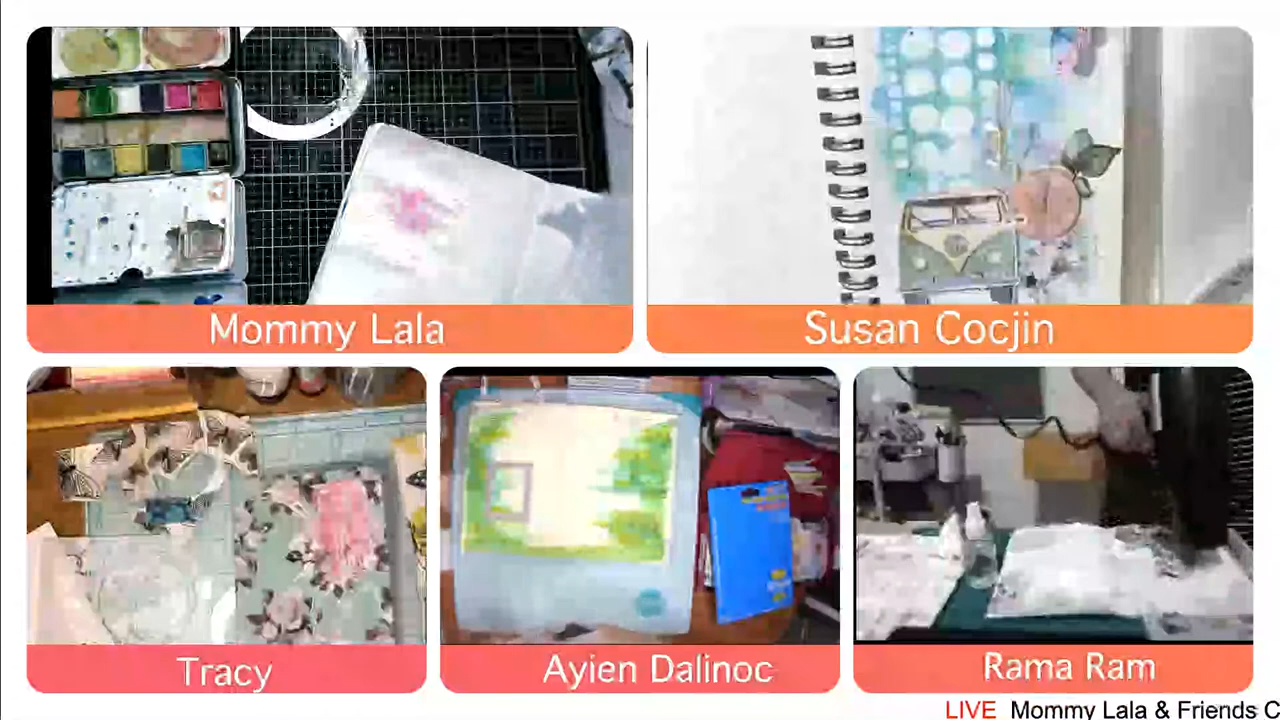 Mommy Lala
Susan Cocjin
Tracy
Ayien Dalinoc
Rama Ram
LIVE Mommy Lala & Friends C